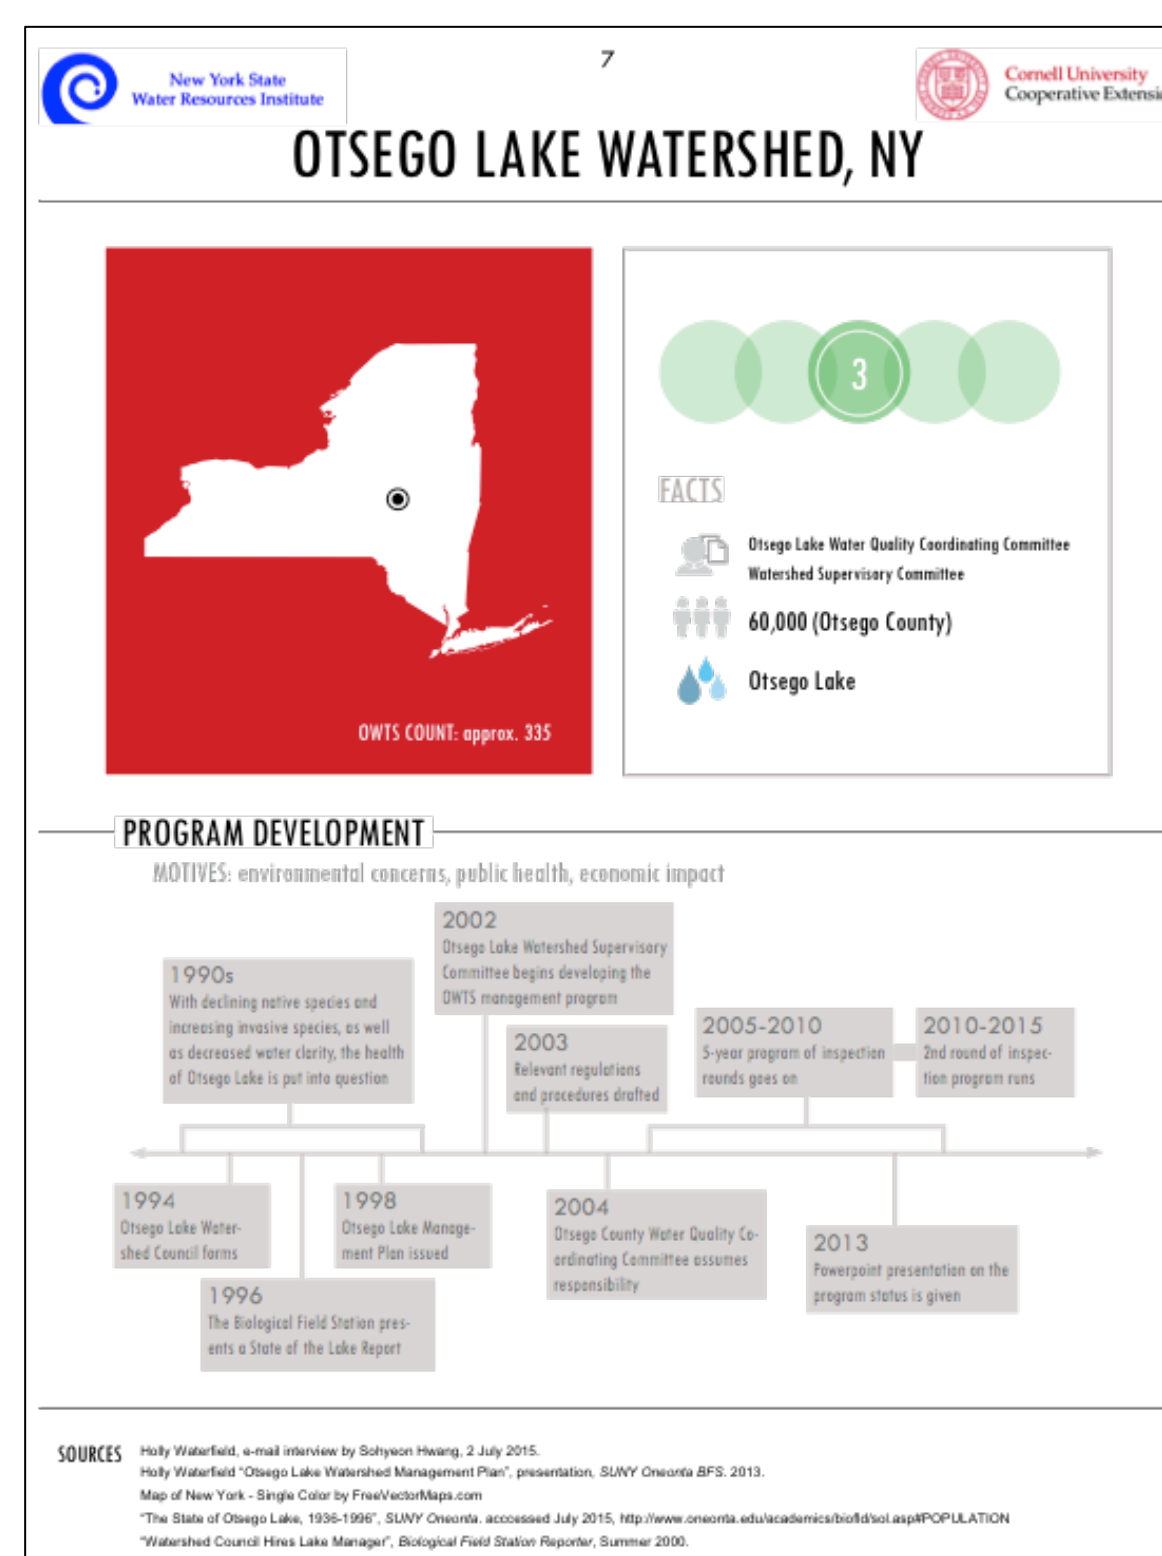 7
New York State
Water Resources Institute
Cornell University
Cooperative Extensi
OTSEGO LAKE WATERSHED, NY
OWTS COUNT: approx. 335
3
FACTS
Otsego Lake Water Quality Coordinating Committee
Watershed Supervisory Committee
60,000 (Otsego County)
Otsego Lake
PROGRAM DEVELOPMENT
MOTIVES: environmental concerns, public health, economic impact
1990s
With declining native species and
increasing invasive species, as well
as decreased water clarity, the health
of Otsego Lake is put into question
2002
Otsego Lake Watershed Supervisory
Committee begins developing the
OWTS management program
2003
Relevant regulations
and procedures drafted
2005-2010
5-year program of inspection
rounds goes on
2010-2015
2nd round of inspec-
tion program runs
1994
Otsego Lake Water-
shed Council forms
1996
The Biological Field Station pres-
ents a State of the Lake Report
1998
Otsego Lake Manage-
ment Plan issued
2004
Otsego County Water Quality Co-
ordinating Committee assumes
responsibility
2013
Powerpoint presentation on the
program status is given
SOURCES
Holly Waterfield, e-mail interview by Sohyeon Hwang, 2 July 2015.
Holly Waterfield "Otsego Lake Watershed Management Plan", presentation, SUNY Oneonta BFS. 2013.
Map of New York - Single Color by FreeVectorMaps.com
"The State of Otsego Lake, 1936-1996", SUNY Oneonta. acccessed July 2015, http://www.oneonta.edu/academics/biofld/sol.asp#POPULATION
"Watershed Council Hires Lake Manager", Biological Field Station Reporter, Summer 2000.